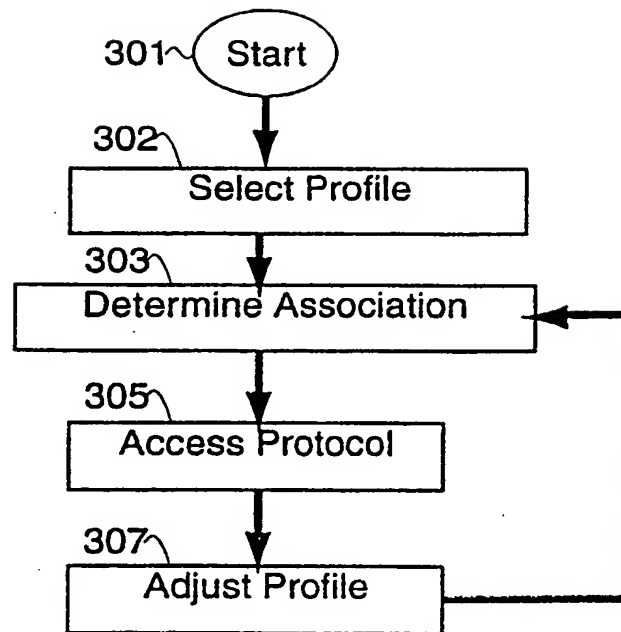 301 Start
302
Select Profile
303
Determine Association
305
Access Protocol
307
Adjust Profile